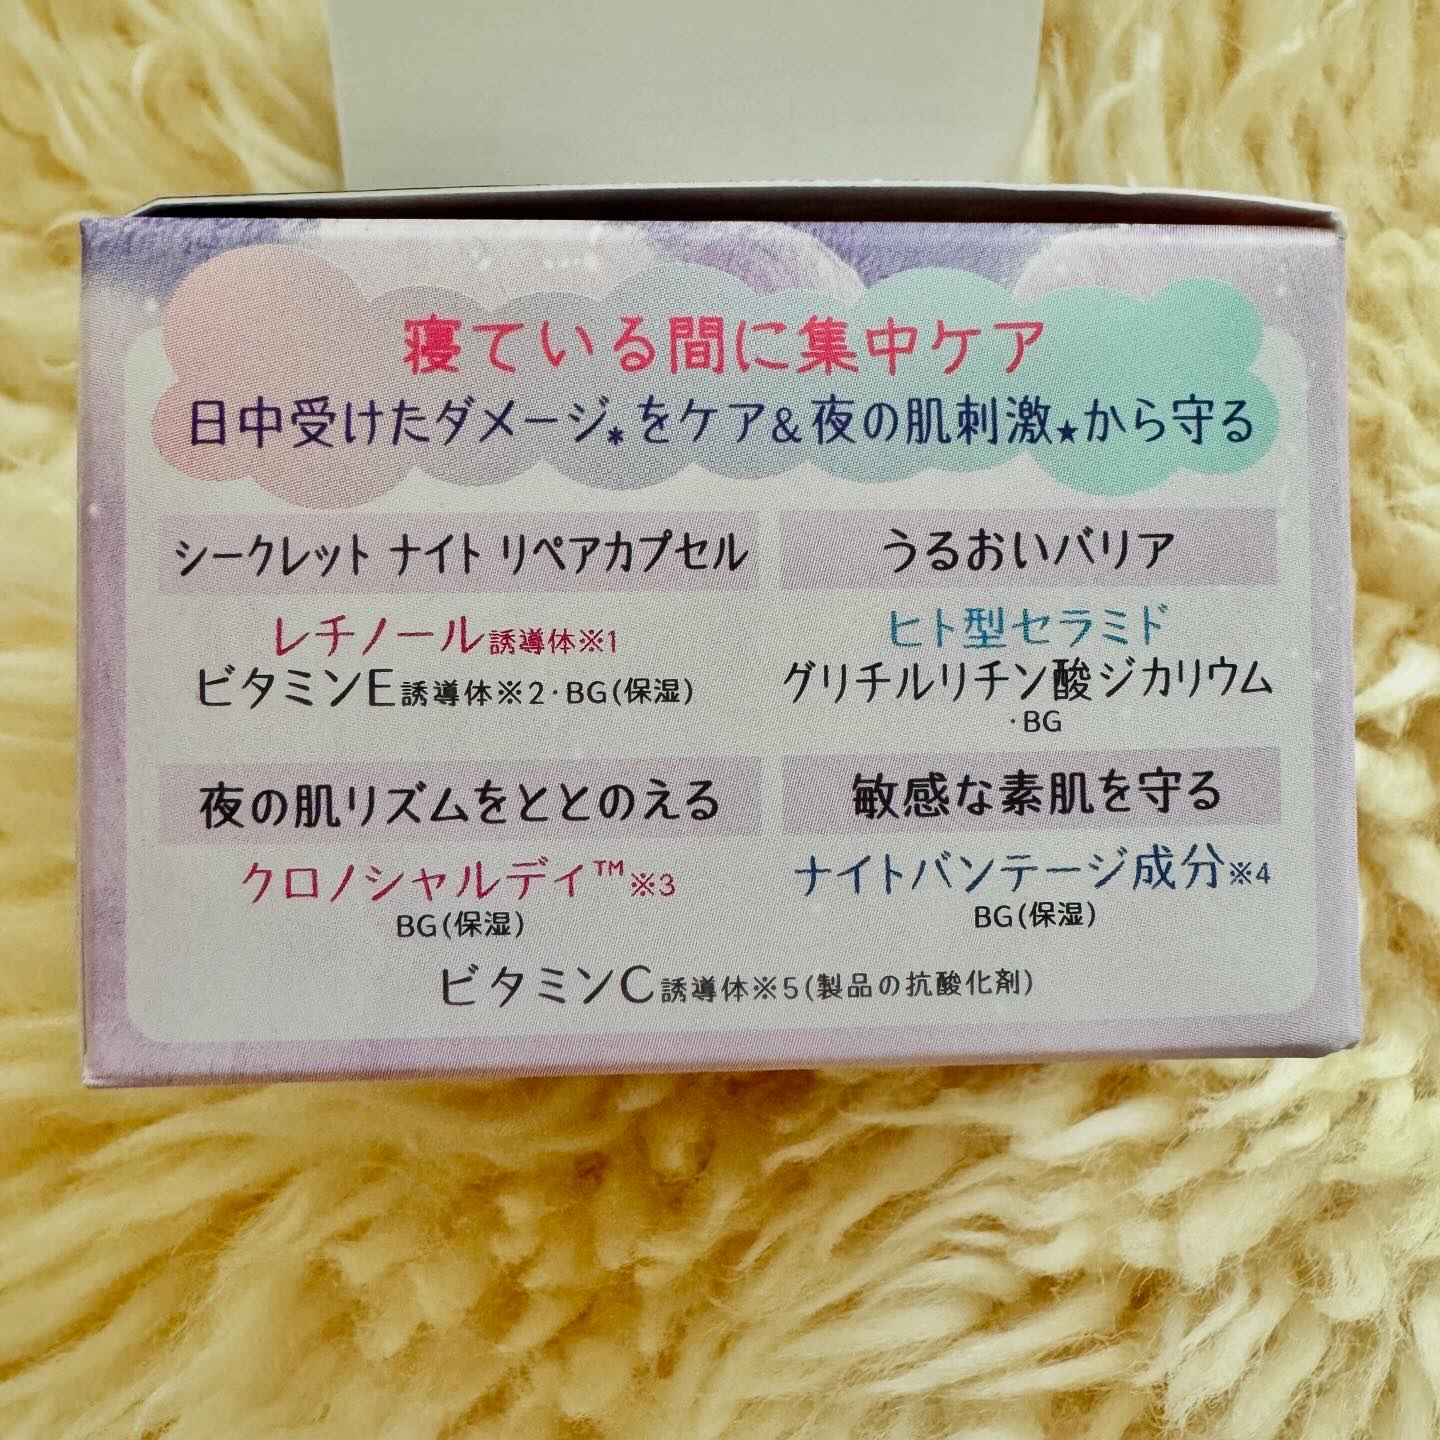 寝ている間に集中ケア
日中受けたダメージ*をケア&夜の肌刺激★から守る
シークレット ナイト リペアカプセル
レチノール誘導体※1
ビタミンE誘導体※2・BG(保湿)
うるおいバリア
ヒト型セラミド
グリチルリチン酸ジカリウム
・BG
夜の肌リズムをととのえる
クロノシャルディ™※3
BG(保湿)
敏感な素肌を守る
ナイトバンテージ成分※4
BG(保湿)
ビタミンC誘導体※5(製品の抗酸化剤)